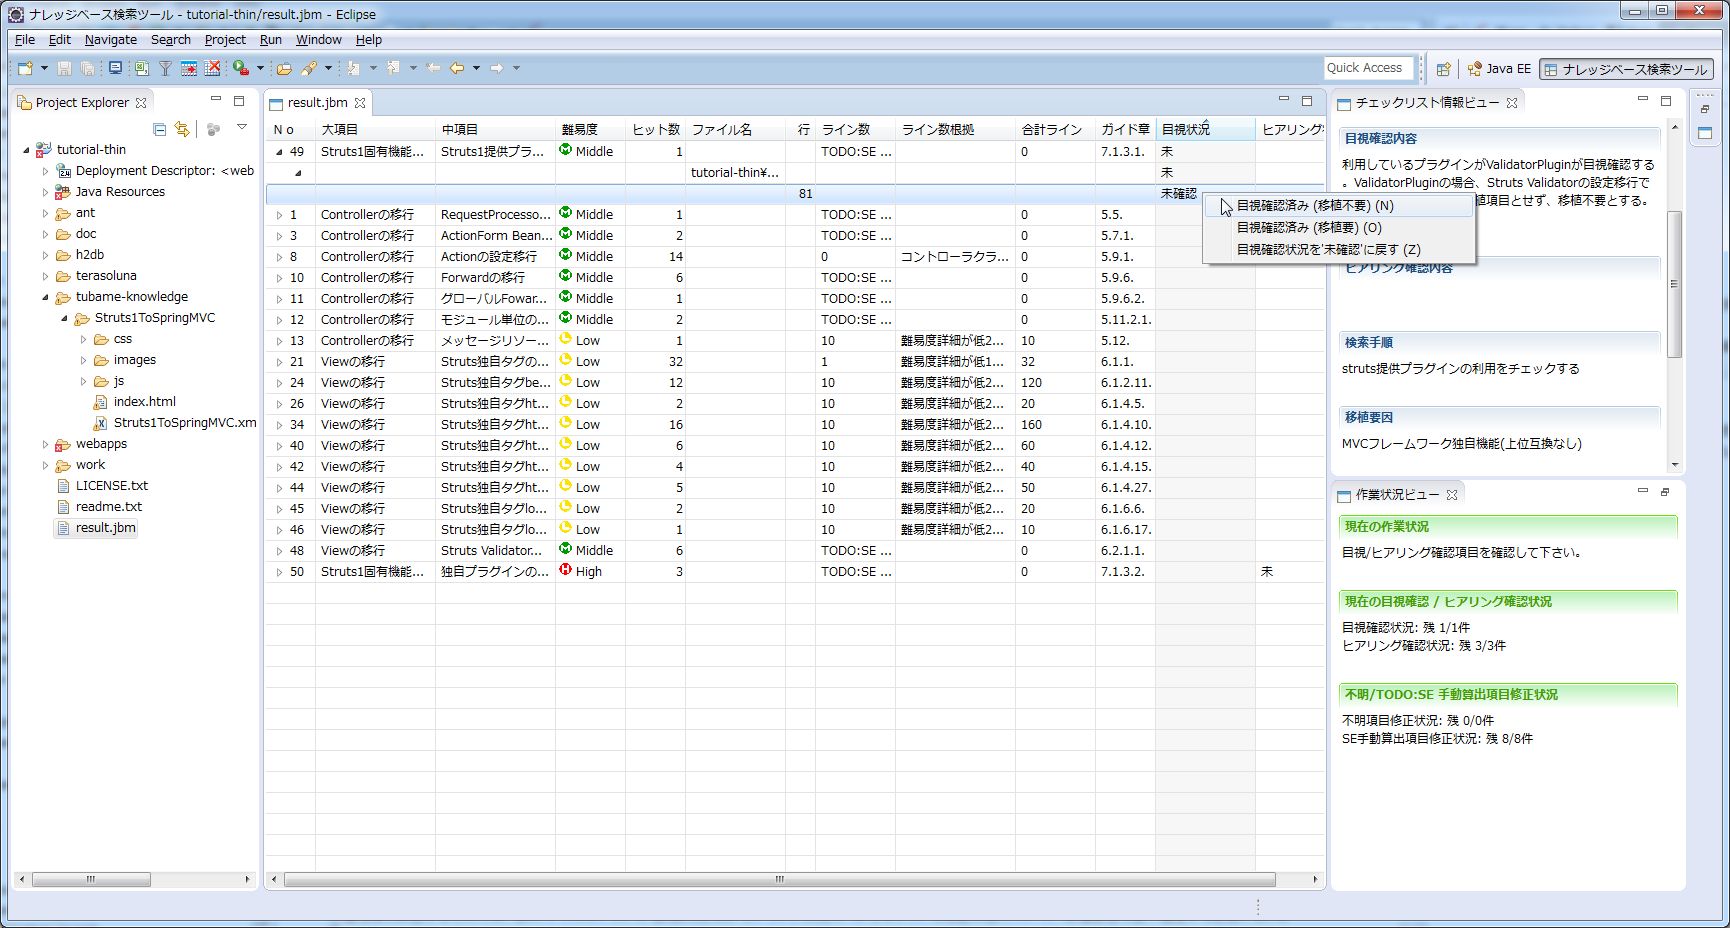 ナレッジベース検索ツール - tutorial-thin/result.jbm - Eclipse
File Edit Navigate Search Project Run Window Help
Quick Access
Java EE
ナレッジベース検索ツール
Project Explorer
tutorial-thin
Deployment Descriptor: <web
Java Resources
ant
doc
h2db
terasoluna
tubame-knowledge
Struts1ToSpringMVC
css
images
js
index.html
Struts1ToSpringMVC.xm
webapps
work
LICENSE.txt
readme.txt
result.jbm
result.jbm
No 大項目 中項目 難易度 ヒット数 ファイル名 行 ライン数 ライン数根拠 合計ライン ガイド章 目視状況 ヒアリング
49 Struts1固有機能... Struts1提供プラ... Middle 1 TODO:SE ... 0 7.1.3.1. 未
tutorial-thin¥... 未
81 未確認
1 Controllerの移行 RequestProcesso... Middle 1 TODO:SE ... 0 5.5.
3 Controllerの移行 ActionForm Bean... Middle 2 TODO:SE ... 0 5.7.1.
8 Controllerの移行 Actionの設定移行 Middle 14 0 コントローラクラ... 0 5.9.1.
10 Controllerの移行 Forwardの移行 Middle 6 TODO:SE ... 0 5.9.6.
11 Controllerの移行 グローバルFowar... Middle 1 TODO:SE ... 0 5.9.6.2.
12 Controllerの移行 モジュール単位の... Middle 2 TODO:SE ... 0 5.11.2.1.
13 Controllerの移行 メッセージリソー... Low 1 10 難易度詳細が低2... 10 5.12.
21 Viewの移行 Struts独自タグの... Low 32 1 難易度詳細が低1... 32 6.1.1.
24 Viewの移行 Struts独自タグbe... Low 12 10 難易度詳細が低2... 120 6.1.2.11.
26 Viewの移行 Struts独自タグht... Low 2 10 難易度詳細が低2... 20 6.1.4.5.
34 Viewの移行 Struts独自タグht... Low 16 10 難易度詳細が低2... 160 6.1.4.10.
40 Viewの移行 Struts独自タグht... Low 6 10 難易度詳細が低2... 60 6.1.4.12.
42 Viewの移行 Struts独自タグht... Low 4 10 難易度詳細が低2... 40 6.1.4.15.
44 Viewの移行 Struts独自タグht... Low 5 10 難易度詳細が低2... 50 6.1.4.27.
45 Viewの移行 Struts独自タグlo... Low 2 10 難易度詳細が低2... 20 6.1.6.6.
46 Viewの移行 Struts独自タグlo... Low 1 10 難易度詳細が低2... 10 6.1.6.17.
48 Viewの移行 Struts Validator... Middle 6 TODO:SE ... 0 6.2.1.1.
50 Struts1固有機能... 独自プラグインの... High 3 TODO:SE ... 0 7.1.3.2. 未
目視確認済み (移植不要) (N)
目視確認済み (移植要) (O)
目視確認状況を'未確認'に戻す (Z)
チェックリスト情報ビュー
目視確認内容
利用しているプラグインがValidatorPluginが目視確認する
。ValidatorPluginの場合、Struts Validatorの設定移行で
値項目とせず、移植不要とする。
ヒアリング確認内容
検索手順
struts提供プラグインの利用をチェックする
移植要因
MVCフレームワーク独自機能(上位互換なし)
作業状況ビュー
現在の作業状況
目視/ヒアリング確認項目を確認して下さい。
現在の目視確認 / ヒアリング確認状況
目視確認状況: 残 1/1件
ヒアリング確認状況: 残 3/3件
不明/TODO:SE 手動算出項目修正状況
不明項目修正状況: 残 0/0件
SE手動算出項目修正状況: 残 8/8件